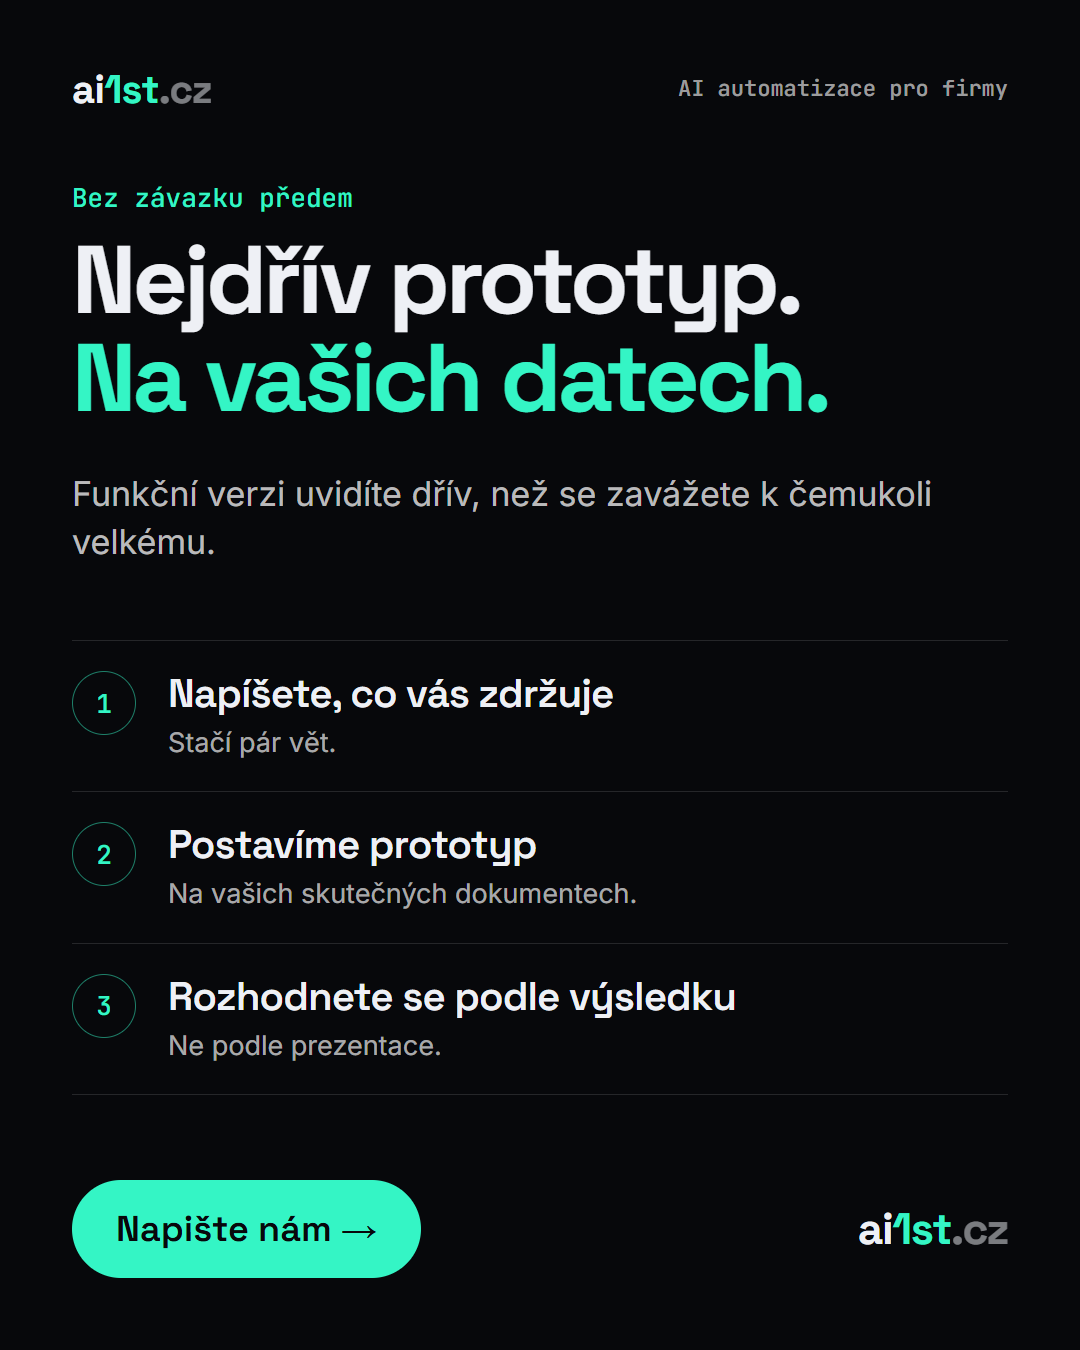 ai1st.cz
AI automatizace pro firmy
Bez závazku předem
Nejdřív prototyp.
Na vašich datech.
Funkční verzi uvidíte dřív, než se zavážete k čemukoli
velkému.
1
Napíšete, co vás zdržuje
Stačí pár vět.
2
Postavíme prototyp
Na vašich skutečných dokumentech.
3
Rozhodnete se podle výsledku
Ne podle prezentace.
Napište nám →
ai1st.cz